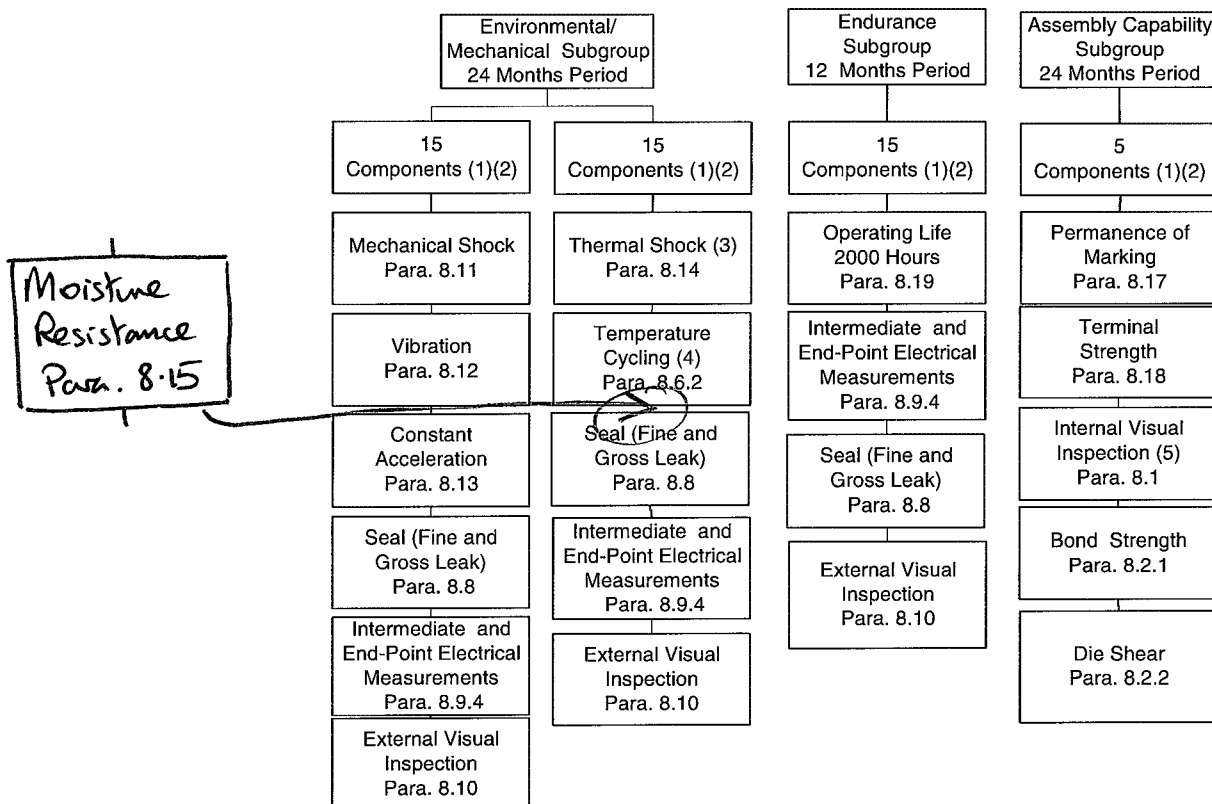 Environmental/
Mechanical Subgroup
24 Months Period
15
Components (1)(2)
Mechanical Shock
Para. 8.11
Vibration
Para. 8.12
Constant
Acceleration
Para. 8.13
Seal (Fine and
Gross Leak)
Para. 8.8
Intermediate and
End-Point Electrical
Measurements
Para. 8.9.4
External Visual
Inspection
Para. 8.10
15
Components (1)(2)
Thermal Shock (3)
Para. 8.14
Temperature
Cycling (4)
Para. 8.6.2
Seal (Fine and
Gross Leak)
Para. 8.8
Intermediate and
End-Point Electrical
Measurements
Para. 8.9.4
External Visual
Inspection
Para. 8.10
Endurance
Subgroup
12 Months Period
15
Components (1)(2)
Operating Life
2000 Hours
Para. 8.19
Intermediate and
End-Point Electrical
Measurements
Para. 8.9.4
Seal (Fine and
Gross Leak)
Para. 8.8
External Visual
Inspection
Para. 8.10
Assembly Capability
Subgroup
24 Months Period
5
Components (1)(2)
Permanence of
Marking
Para. 8.17
Terminal
Strength
Para. 8.18
Internal Visual
Inspection (5)
Para. 8.1
Bond Strength
Para. 8.2.1
Die Shear
Para. 8.2.2
Moisture
Resistance
Para. 8.15